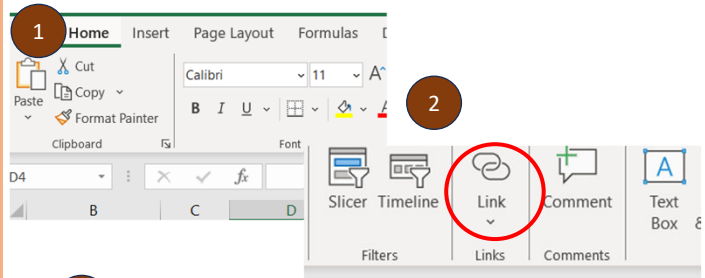 1
Home Insert Page Layout Formulas
Cut
Copy
Format Painter
Paste
Clipboard
Calibri
11
A
B I U
A
Font
2
D4
fx
B C D
Slicer Timeline Link Comment Text
Box
Filters Links Comments
A